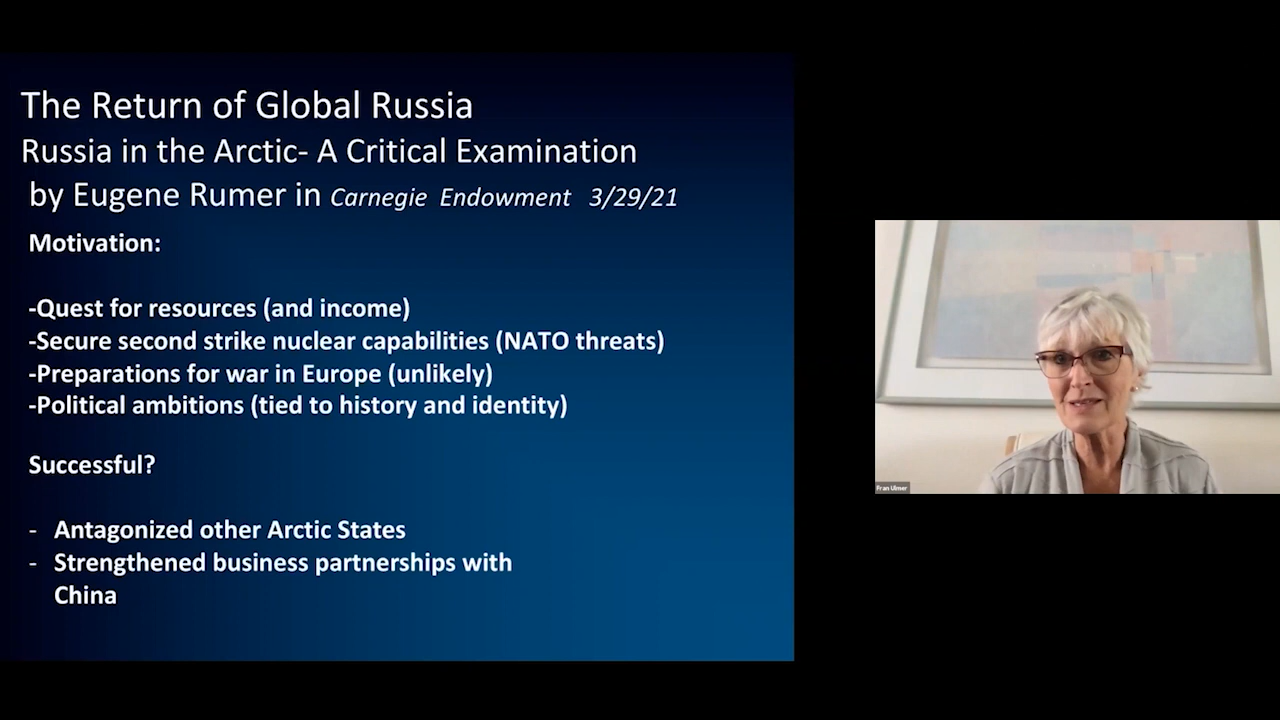 The Return of Global Russia
Russia in the Arctic- A Critical Examination
by Eugene Rumer in Carnegie Endowment 3/29/21
Motivation:
-Quest for resources (and income)
-Secure second strike nuclear capabilities (NATO threats)
-Preparations for war in Europe (unlikely)
-Political ambitions (tied to history and identity)
Successful?
- Antagonized other Arctic States
- Strengthened business partnerships with
China
Fran Ulmer